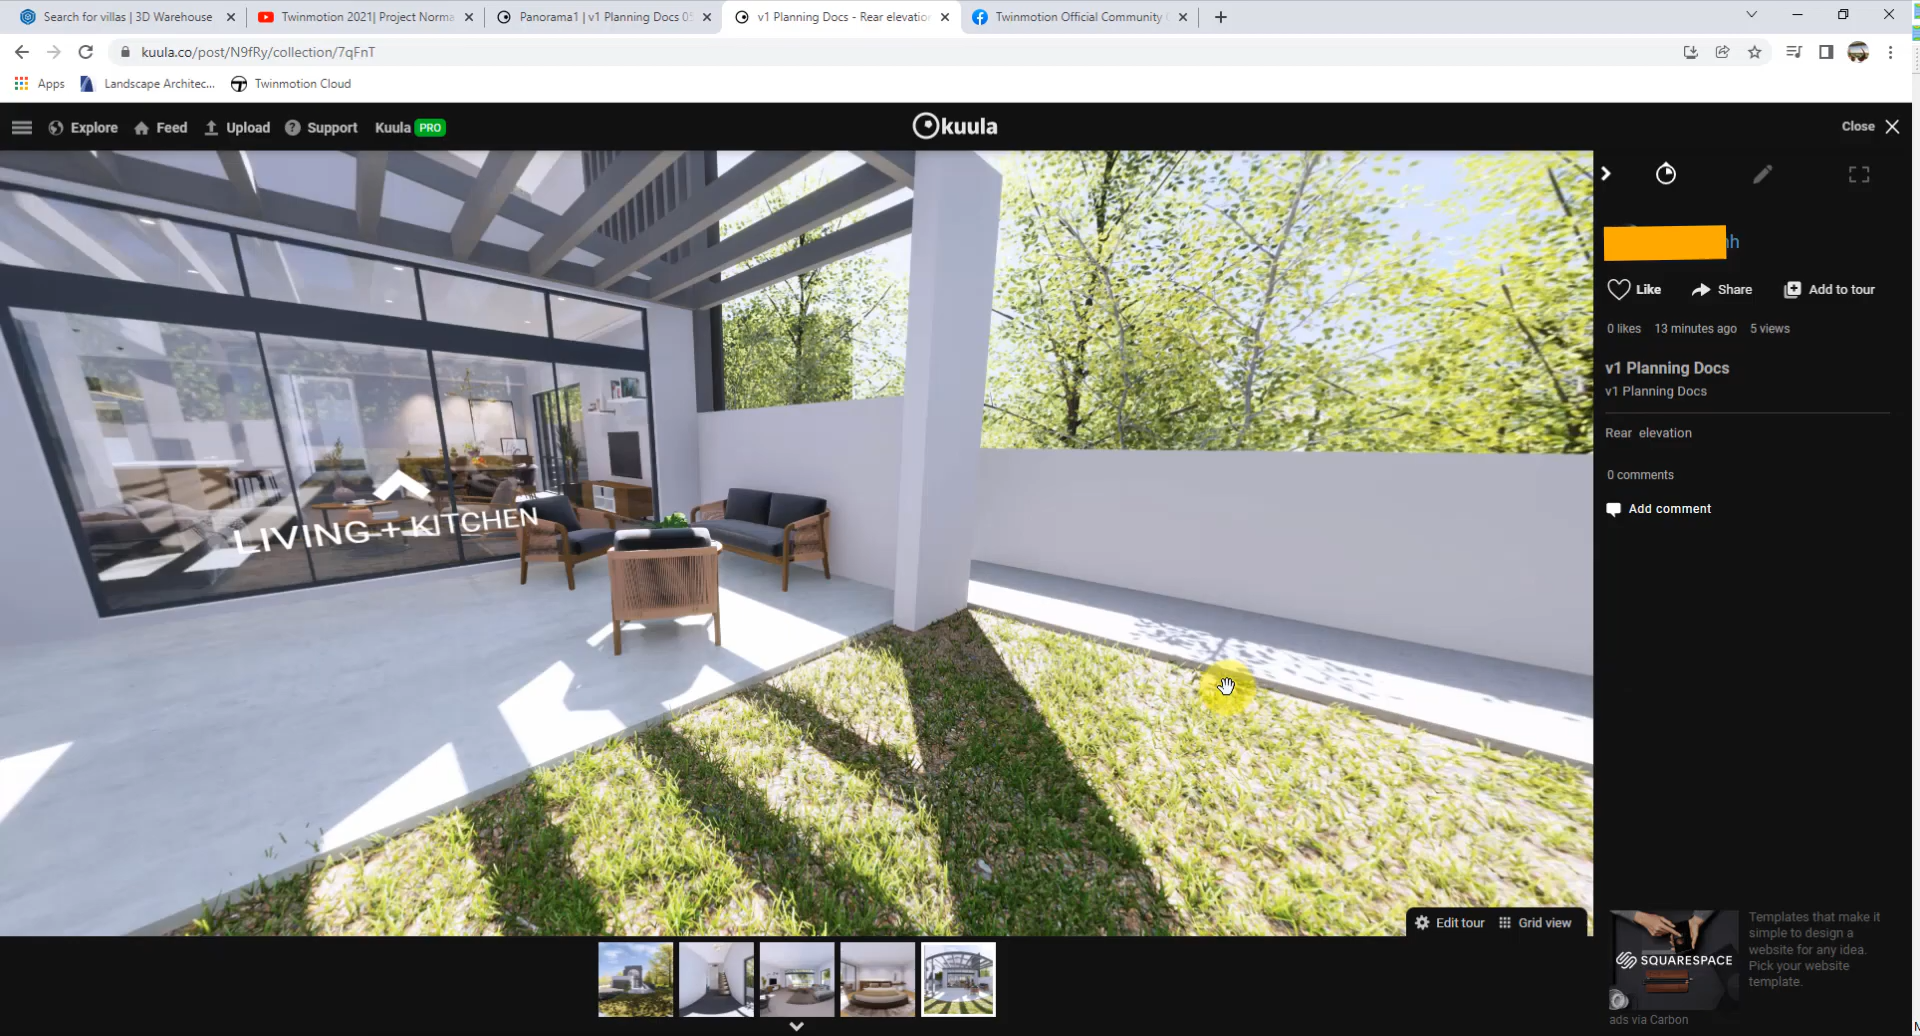 Search for villas | 3D Warehouse
Twinmotion 2021| Project Norma
Panorama1 | v1 Planning Docs 05
v1 Planning Docs - Rear elevatio
Twinmotion Official Community
kuula.co/post/N9fRy/collection/7qFnT
Apps
Landscape Architec...
Twinmotion Cloud
Explore
Feed
Upload
Support
Kuula PRO
kuula
Close
nh
Like
Share
Add to tour
0 likes 13 minutes ago 5 views
v1 Planning Docs
v1 Planning Docs
Rear elevation
0 comments
Add comment
LIVING + KITCHEN
Edit tour
Grid view
SQUARESPACE
Templates that make it
simple to design a
website for any idea.
Pick your website
template.
ads via Carbon